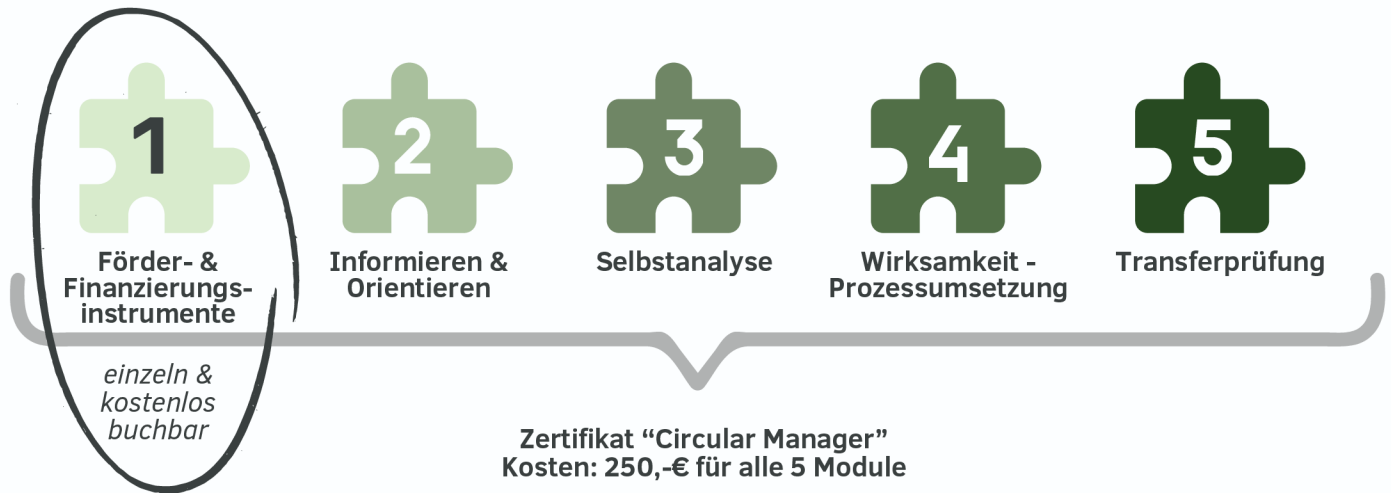 1
2
3
4
5
Förder- &
Finanzierungs-
instrumente
Informieren &
Orientieren
Selbstanalyse
Wirksamkeit -
Prozessumsetzung
Transferprüfung
einzeln &
kostenlos
buchbar
Zertifikat “Circular Manager”
Kosten: 250,-€ für alle 5 Module